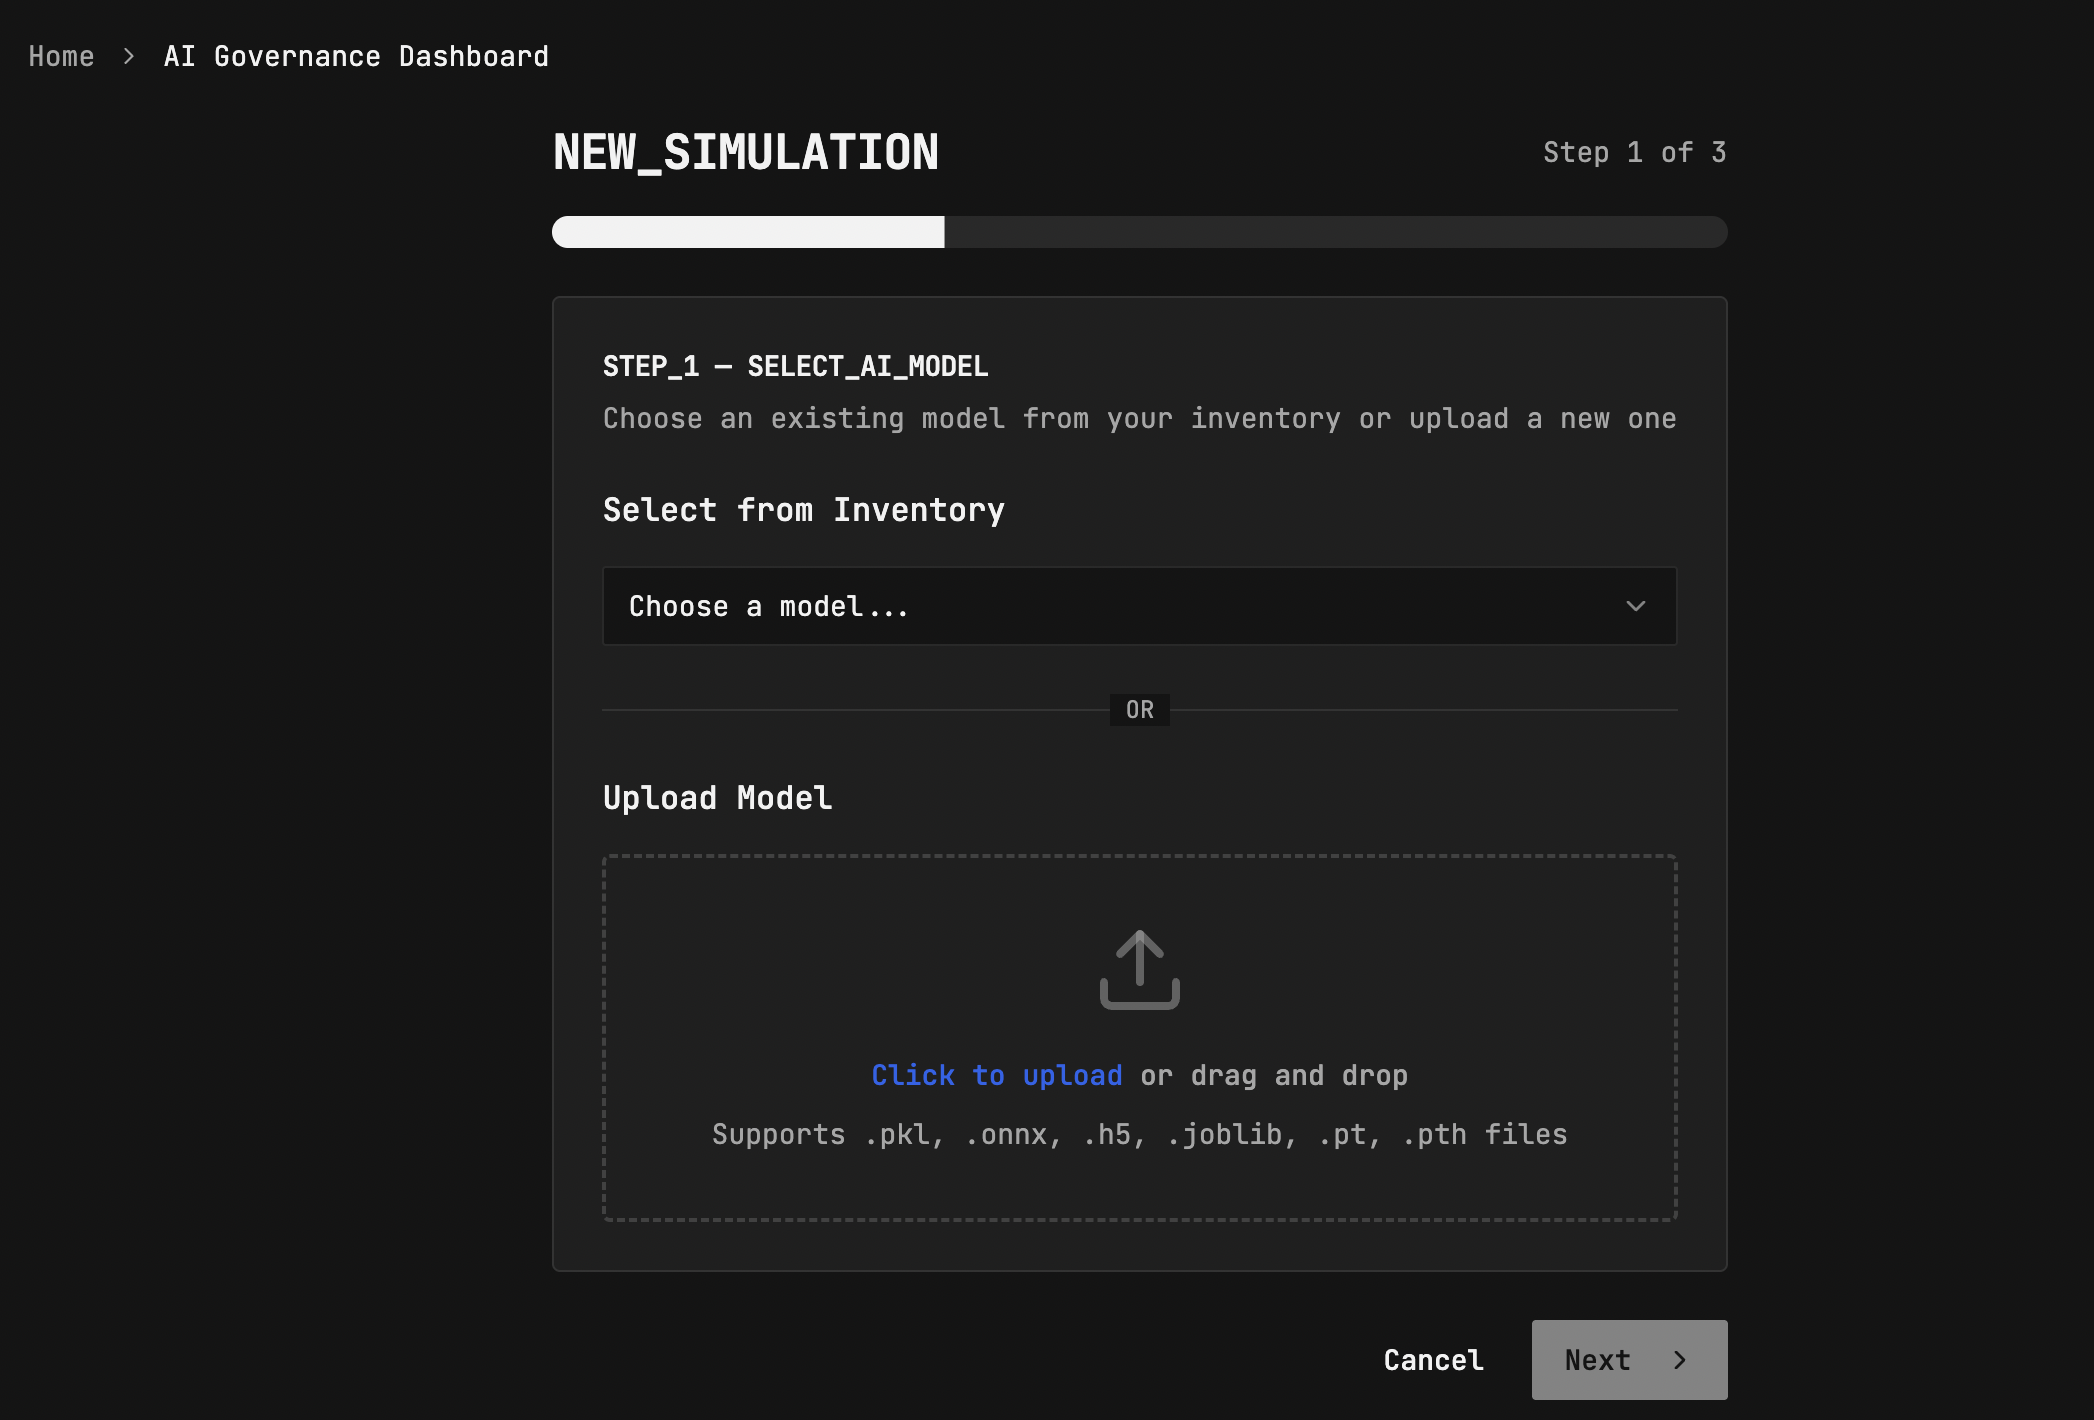 Home > AI Governance Dashboard
NEW_SIMULATION
Step 1 of 3
STEP_1 — SELECT_AI_MODEL
Choose an existing model from your inventory or upload a new one
Select from Inventory
Choose a model...
OR
Upload Model
Click to upload or drag and drop
Supports .pkl, .onnx, .h5, .joblib, .pt, .pth files
Cancel
Next >